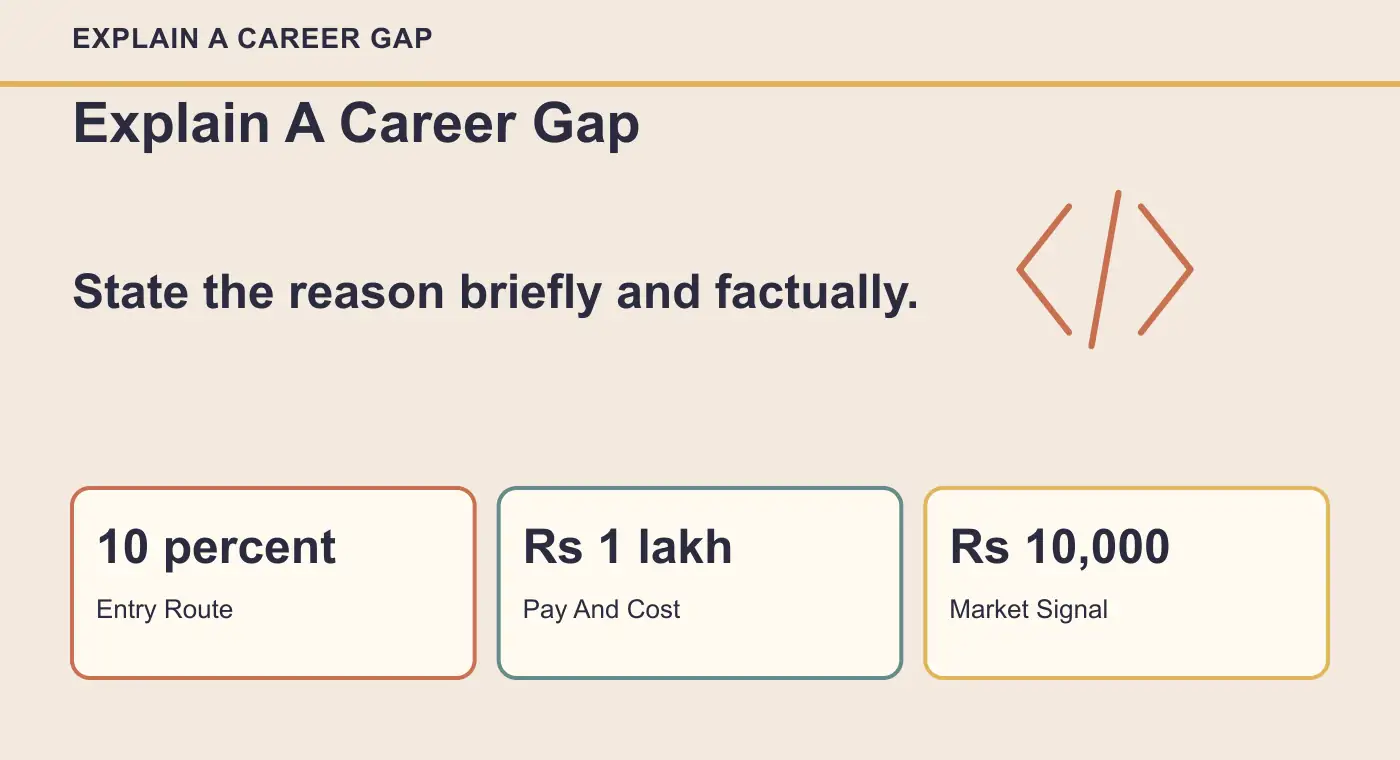 EXPLAIN A CAREER GAP
Explain A Career Gap
State the reason briefly and factually.
10 percent
Entry Route
Rs 1 lakh
Pay And Cost
Rs 10,000
Market Signal